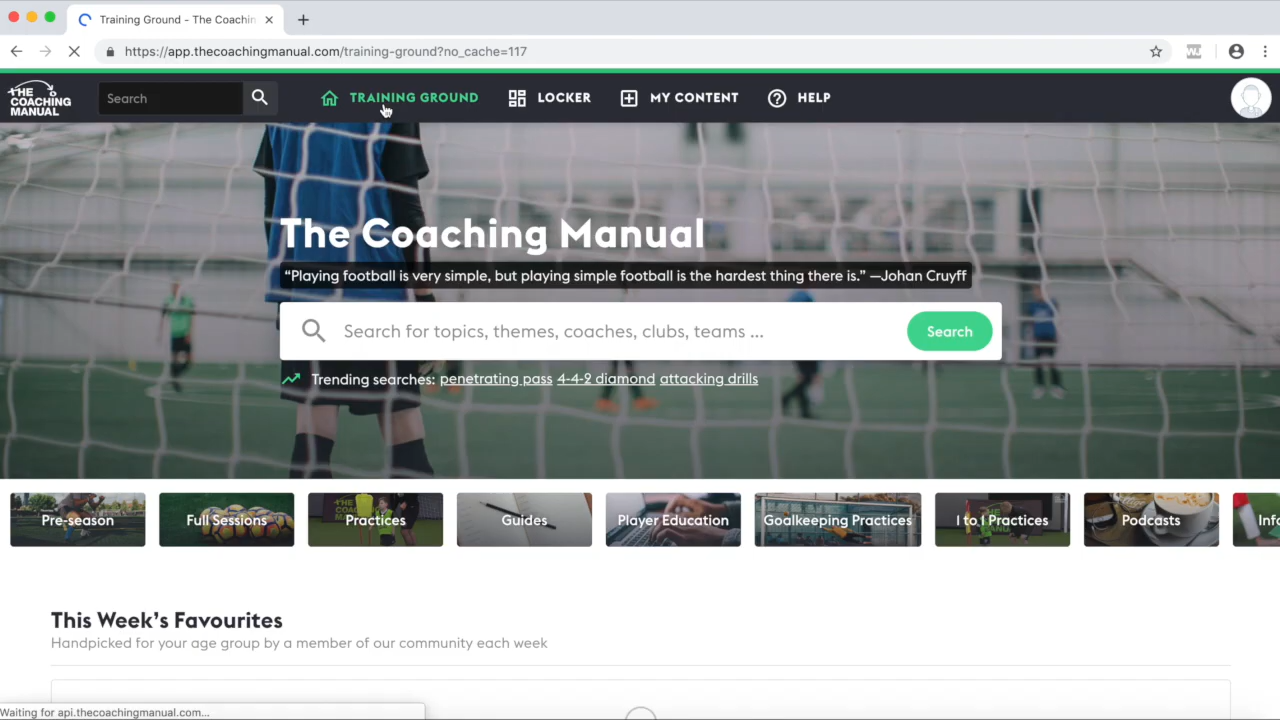 Training Ground - The Coachin
https://app.thecoachingmanual.com/training-ground?no_cache=117
THE
COACHING
MANUAL
Search
TRAINING GROUND
LOCKER
MY CONTENT
HELP
The Coaching Manual
“Playing football is very simple, but playing simple football is the hardest thing there is.” —Johan Cruyff
Search for topics, themes, coaches, clubs, teams ...
Search
Trending searches: penetrating pass 4-4-2 diamond attacking drills
Pre-season
Full Sessions
Practices
Guides
Player Education
Goalkeeping Practices
1 to 1 Practices
Podcasts
Info
This Week’s Favourites
Handpicked for your age group by a member of our community each week
Waiting for api.thecoachingmanual.com...